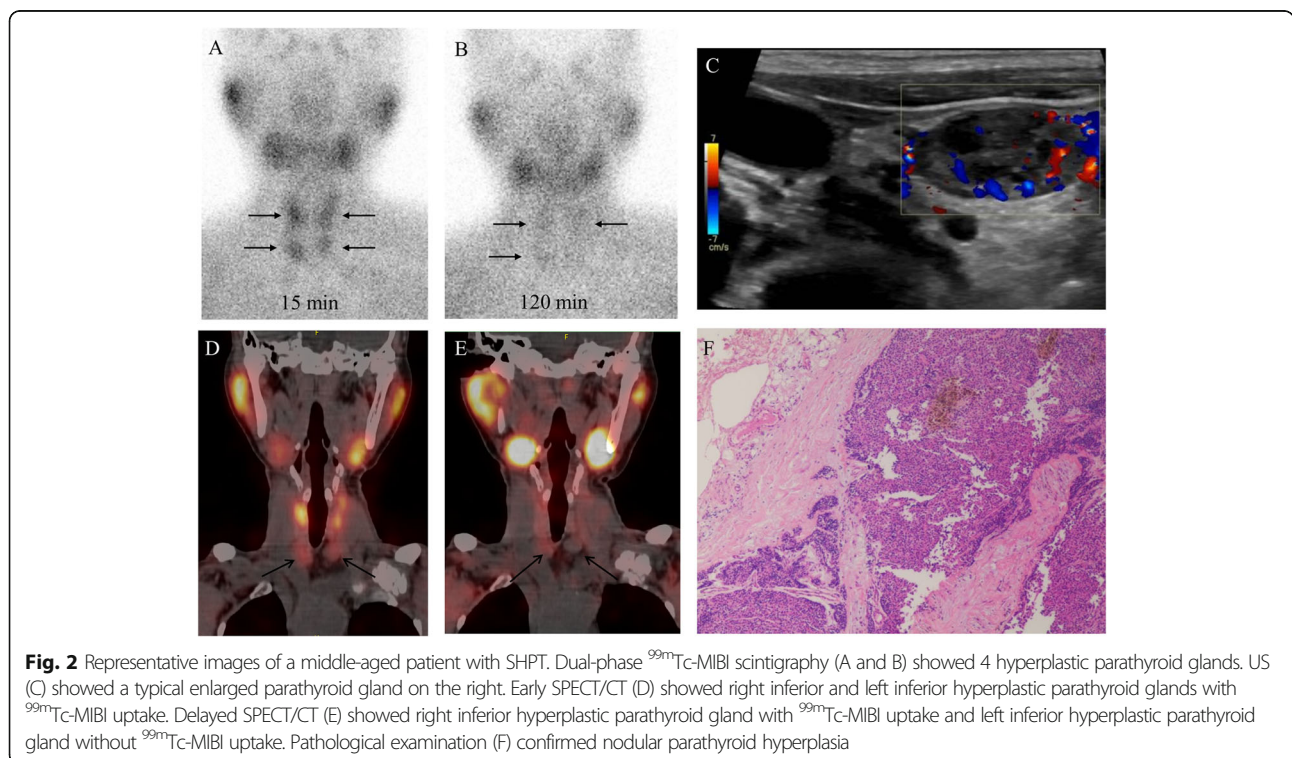 A
B
C
15 min
120 min
7
-7
cm/s
D
F
E
F
F
Fig. 2 Representative images of a middle-aged patient with SHPT. Dual-phase ⁹⁹ᵐTc-MIBI scintigraphy (A and B) showed 4 hyperplastic parathyroid glands. US
(C) showed a typical enlarged parathyroid gland on the right. Early SPECT/CT (D) showed right inferior and left inferior hyperplastic parathyroid glands with
⁹⁹ᵐTc-MIBI uptake. Delayed SPECT/CT (E) showed right inferior hyperplastic parathyroid gland with ⁹⁹ᵐTc-MIBI uptake and left inferior hyperplastic parathyroid
gland without ⁹⁹ᵐTc-MIBI uptake. Pathological examination (F) confirmed nodular parathyroid hyperplasia